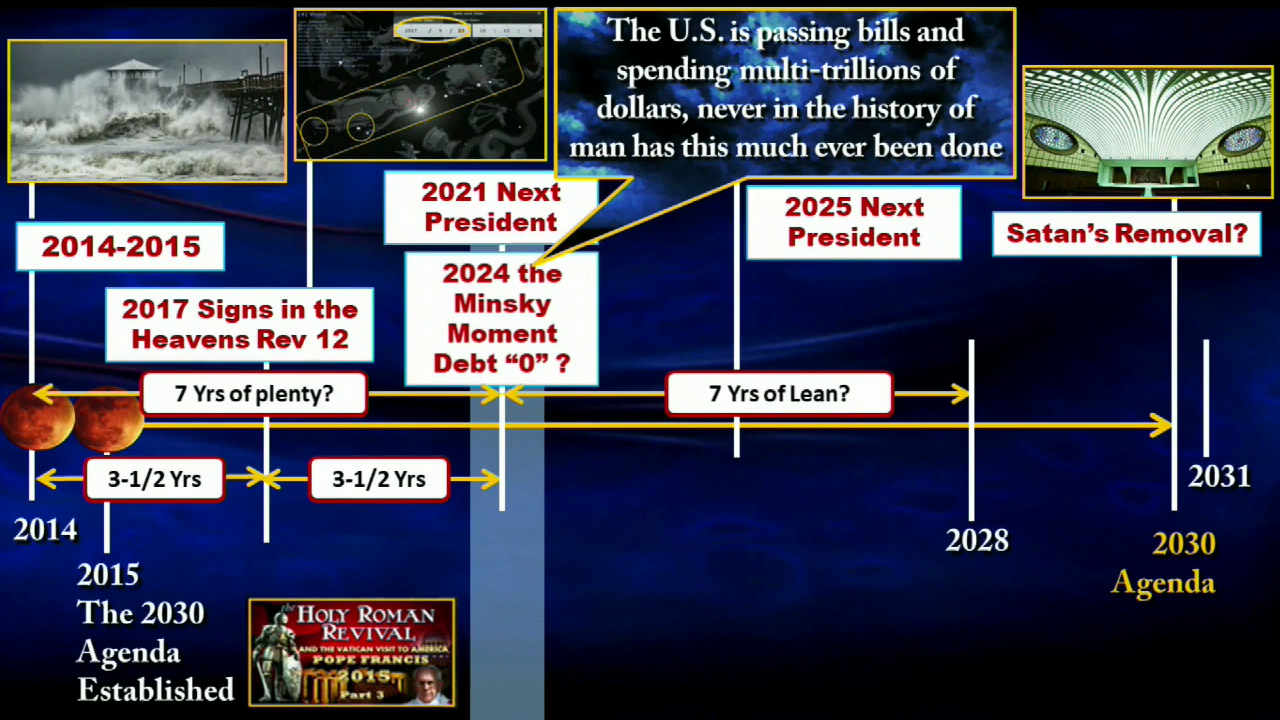 The U.S. is passing bills and
spending multi-trillions of
dollars, never in the history of
man has this much ever been done
2014-2015
2017 Signs in the
Heavens Rev 12
2021 Next
President
2024 the
Minsky
Moment
Debt “0” ?
2025 Next
President
Satan’s Removal?
7 Yrs of plenty?
7 Yrs of Lean?
3-1/2 Yrs
3-1/2 Yrs
2014
2015
The 2030
Agenda
Established
2028
2031
2030
Agenda
the HOLY ROMAN
REVIVAL
AND THE VATICAN VISIT TO AMERICA
POPE FRANCIS
2015
Part 3
2017